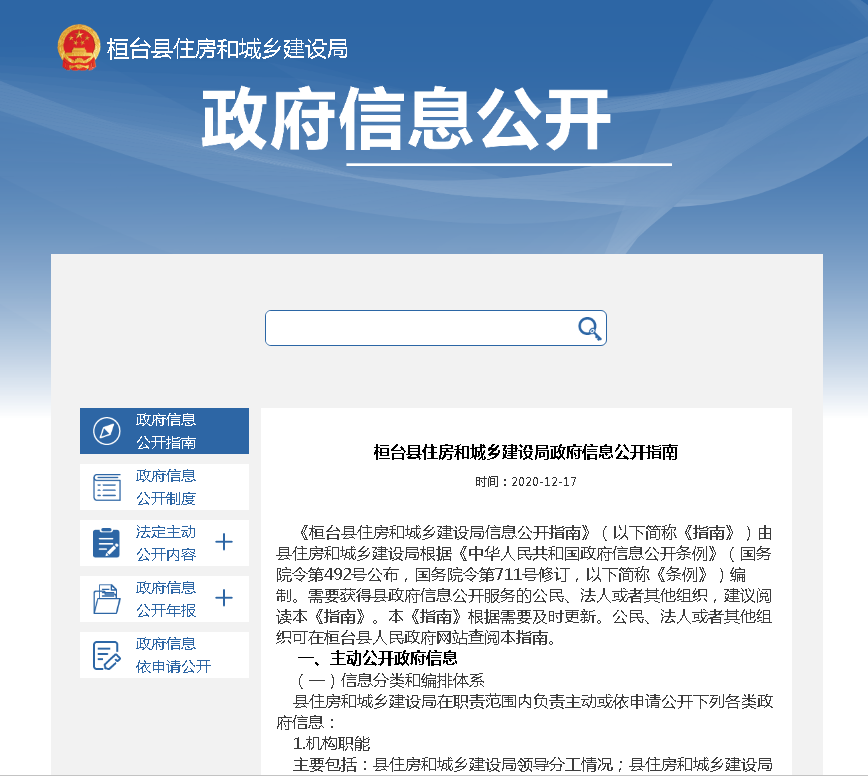 桓台县住房和城乡建设局
政府信息公开
政府信息
公开指南
政府信息
公开制度
法定主动
公开内容
政府信息
公开年报
政府信息
依申请公开
桓台县住房和城乡建设局政府信息公开指南
时间：2020-12-17
《桓台县住房和城乡建设局信息公开指南》（以下简称《指南》）由
县住房和城乡建设局根据《中华人民共和国政府信息公开条例》（国务
院令第492号公布，国务院令第711号修订，以下简称《条例》）编
制。需要获得县政府信息公开服务的公民、法人或者其他组织，建议阅
读本《指南》。本《指南》根据需要及时更新。公民、法人或者其他组
织可在桓台县人民政府网站查阅本指南。
一、主动公开政府信息
（一）信息分类和编排体系
县住房和城乡建设局在职责范围内负责主动或依申请公开下列各类政
府信息：
1.机构职能
主要包括：县住房和城乡建设局领导分工情况；县住房和城乡建设局